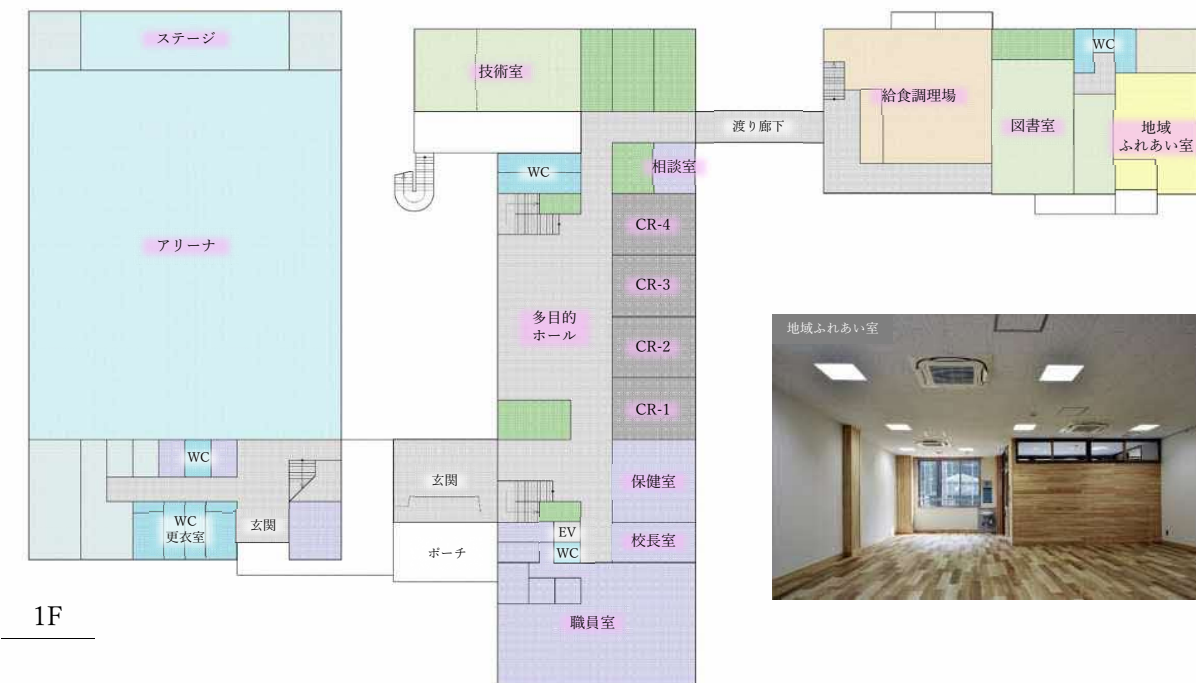 ステージ
アリーナ
WC
WC
更衣室
玄関
1F
技術室
WC
多目的
ホール
玄関
ポーチ
EV
WC
相談室
CR-4
CR-3
CR-2
CR-1
保健室
校長室
職員室
渡り廊下
給食調理場
図書室
WC
地域
ふれあい室
地域ふれあい室